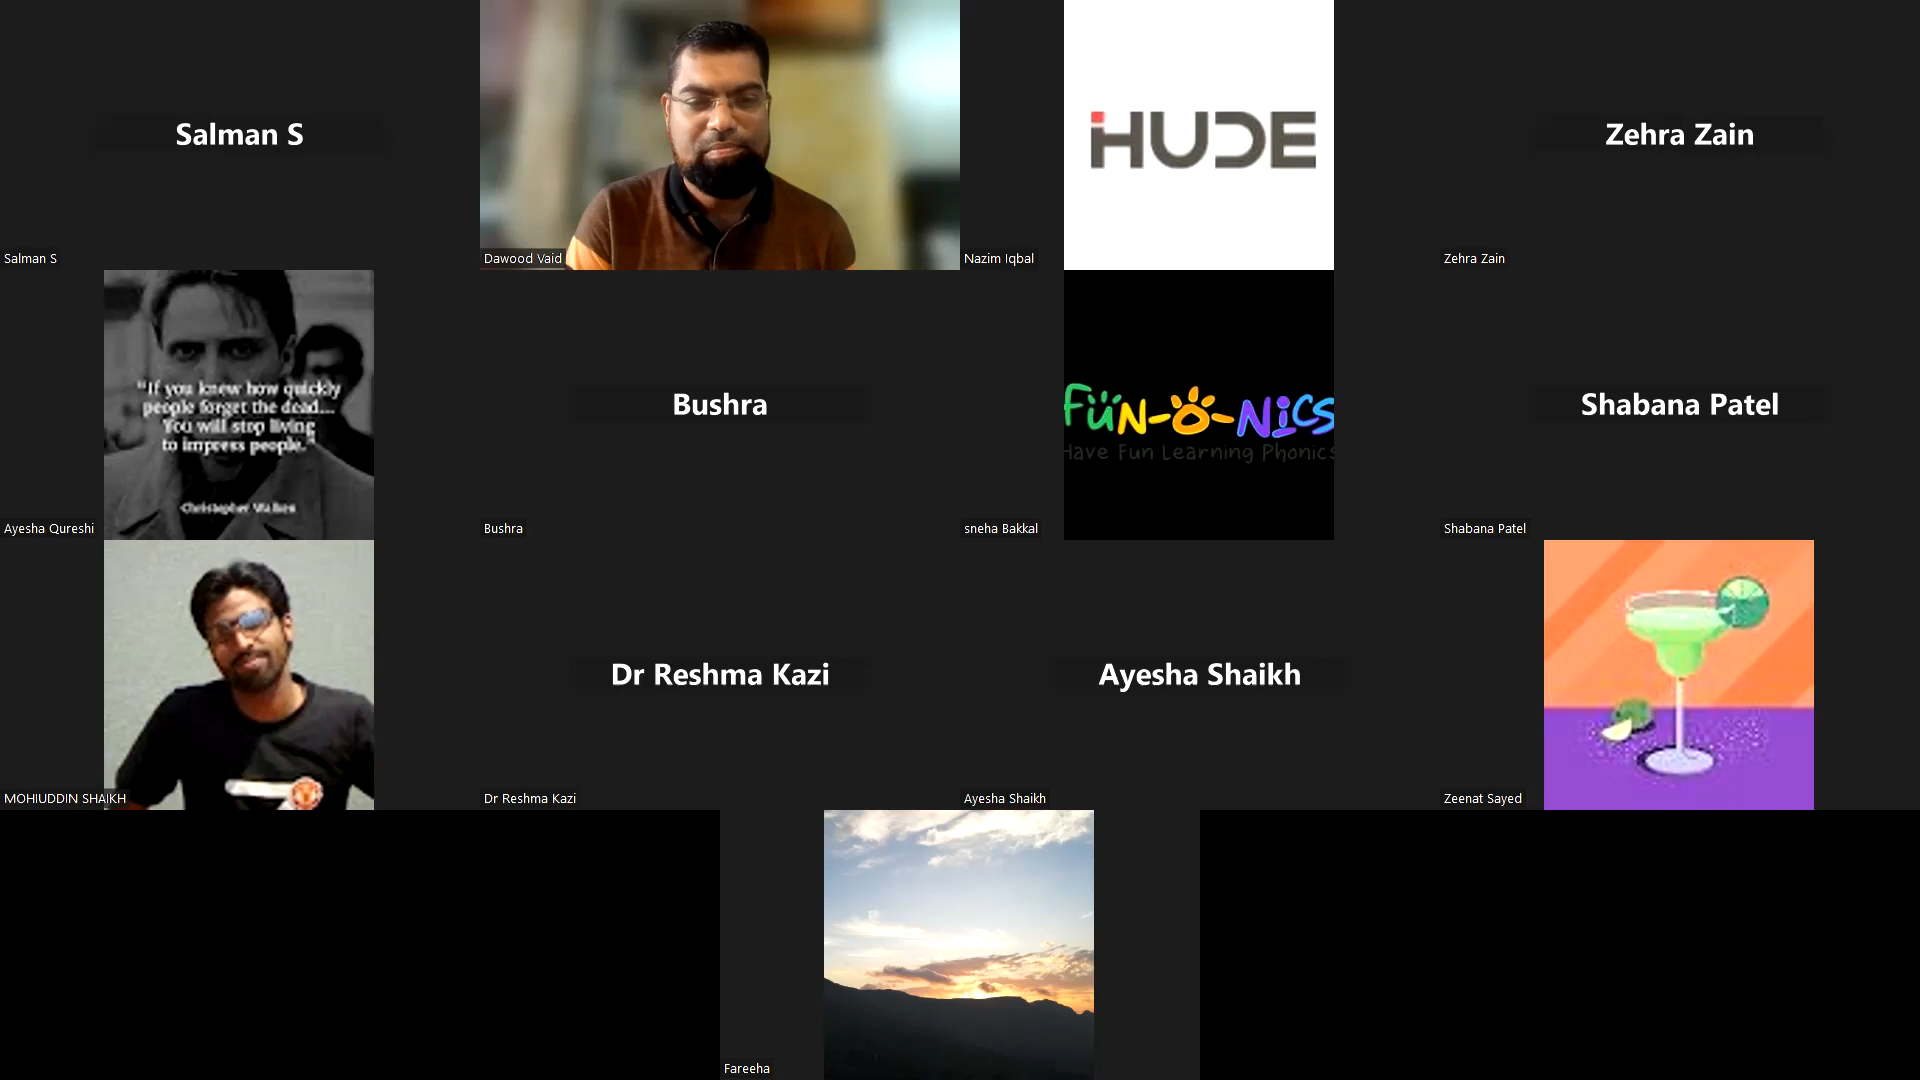 Salman S
Salman S
Dawood Vaid
HUDE
Nazim Iqbal
Zehra Zain
Zehra Zain
"If you knew how quickly
people forget the dead...
You will stop living
to impress people."
-Christopher Walken
Ayesha Qureshi
Bushra
Bushra
FUN-O-NICS
Have Fun Learning Phonics
sneha Bakkal
Shabana Patel
Shabana Patel
MOHIUDDIN SHAIKH
Dr Reshma Kazi
Dr Reshma Kazi
Ayesha Shaikh
Ayesha Shaikh
Zeenat Sayed
Fareeha